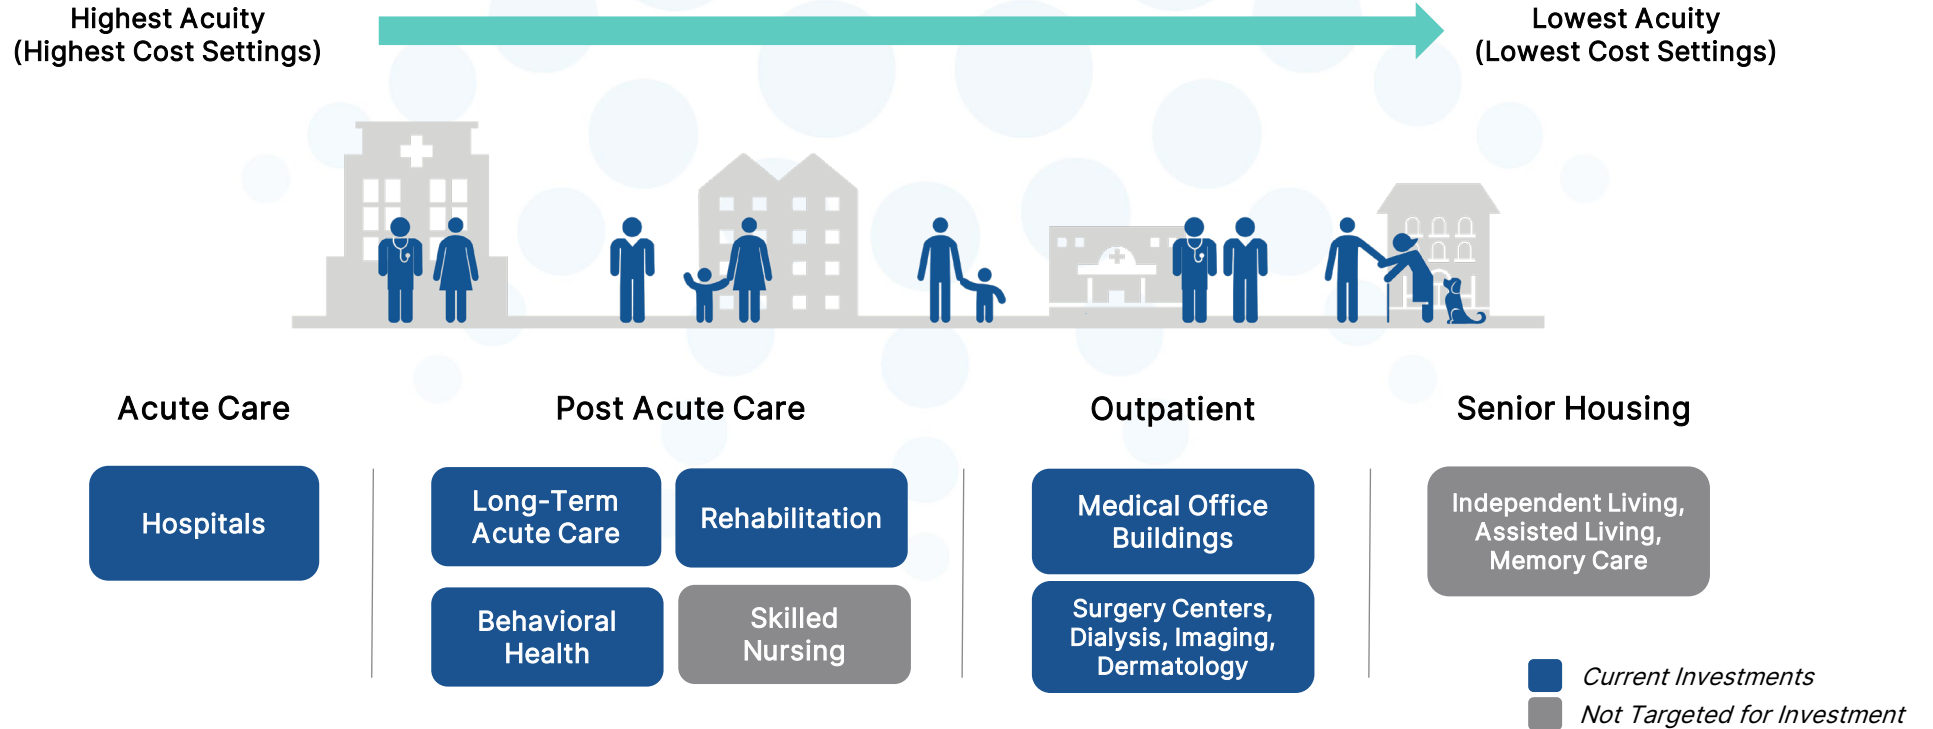 Highest Acuity
(Highest Cost Settings)
Lowest Acuity
(Lowest Cost Settings)
Acute Care
Post Acute Care
Outpatient
Senior Housing
Hospitals
Long-Term
Acute Care
Rehabilitation
Behavioral
Health
Skilled
Nursing
Medical Office
Buildings
Surgery Centers,
Dialysis, Imaging,
Dermatology
Independent Living,
Assisted Living,
Memory Care
Current Investments
Not Targeted for Investment